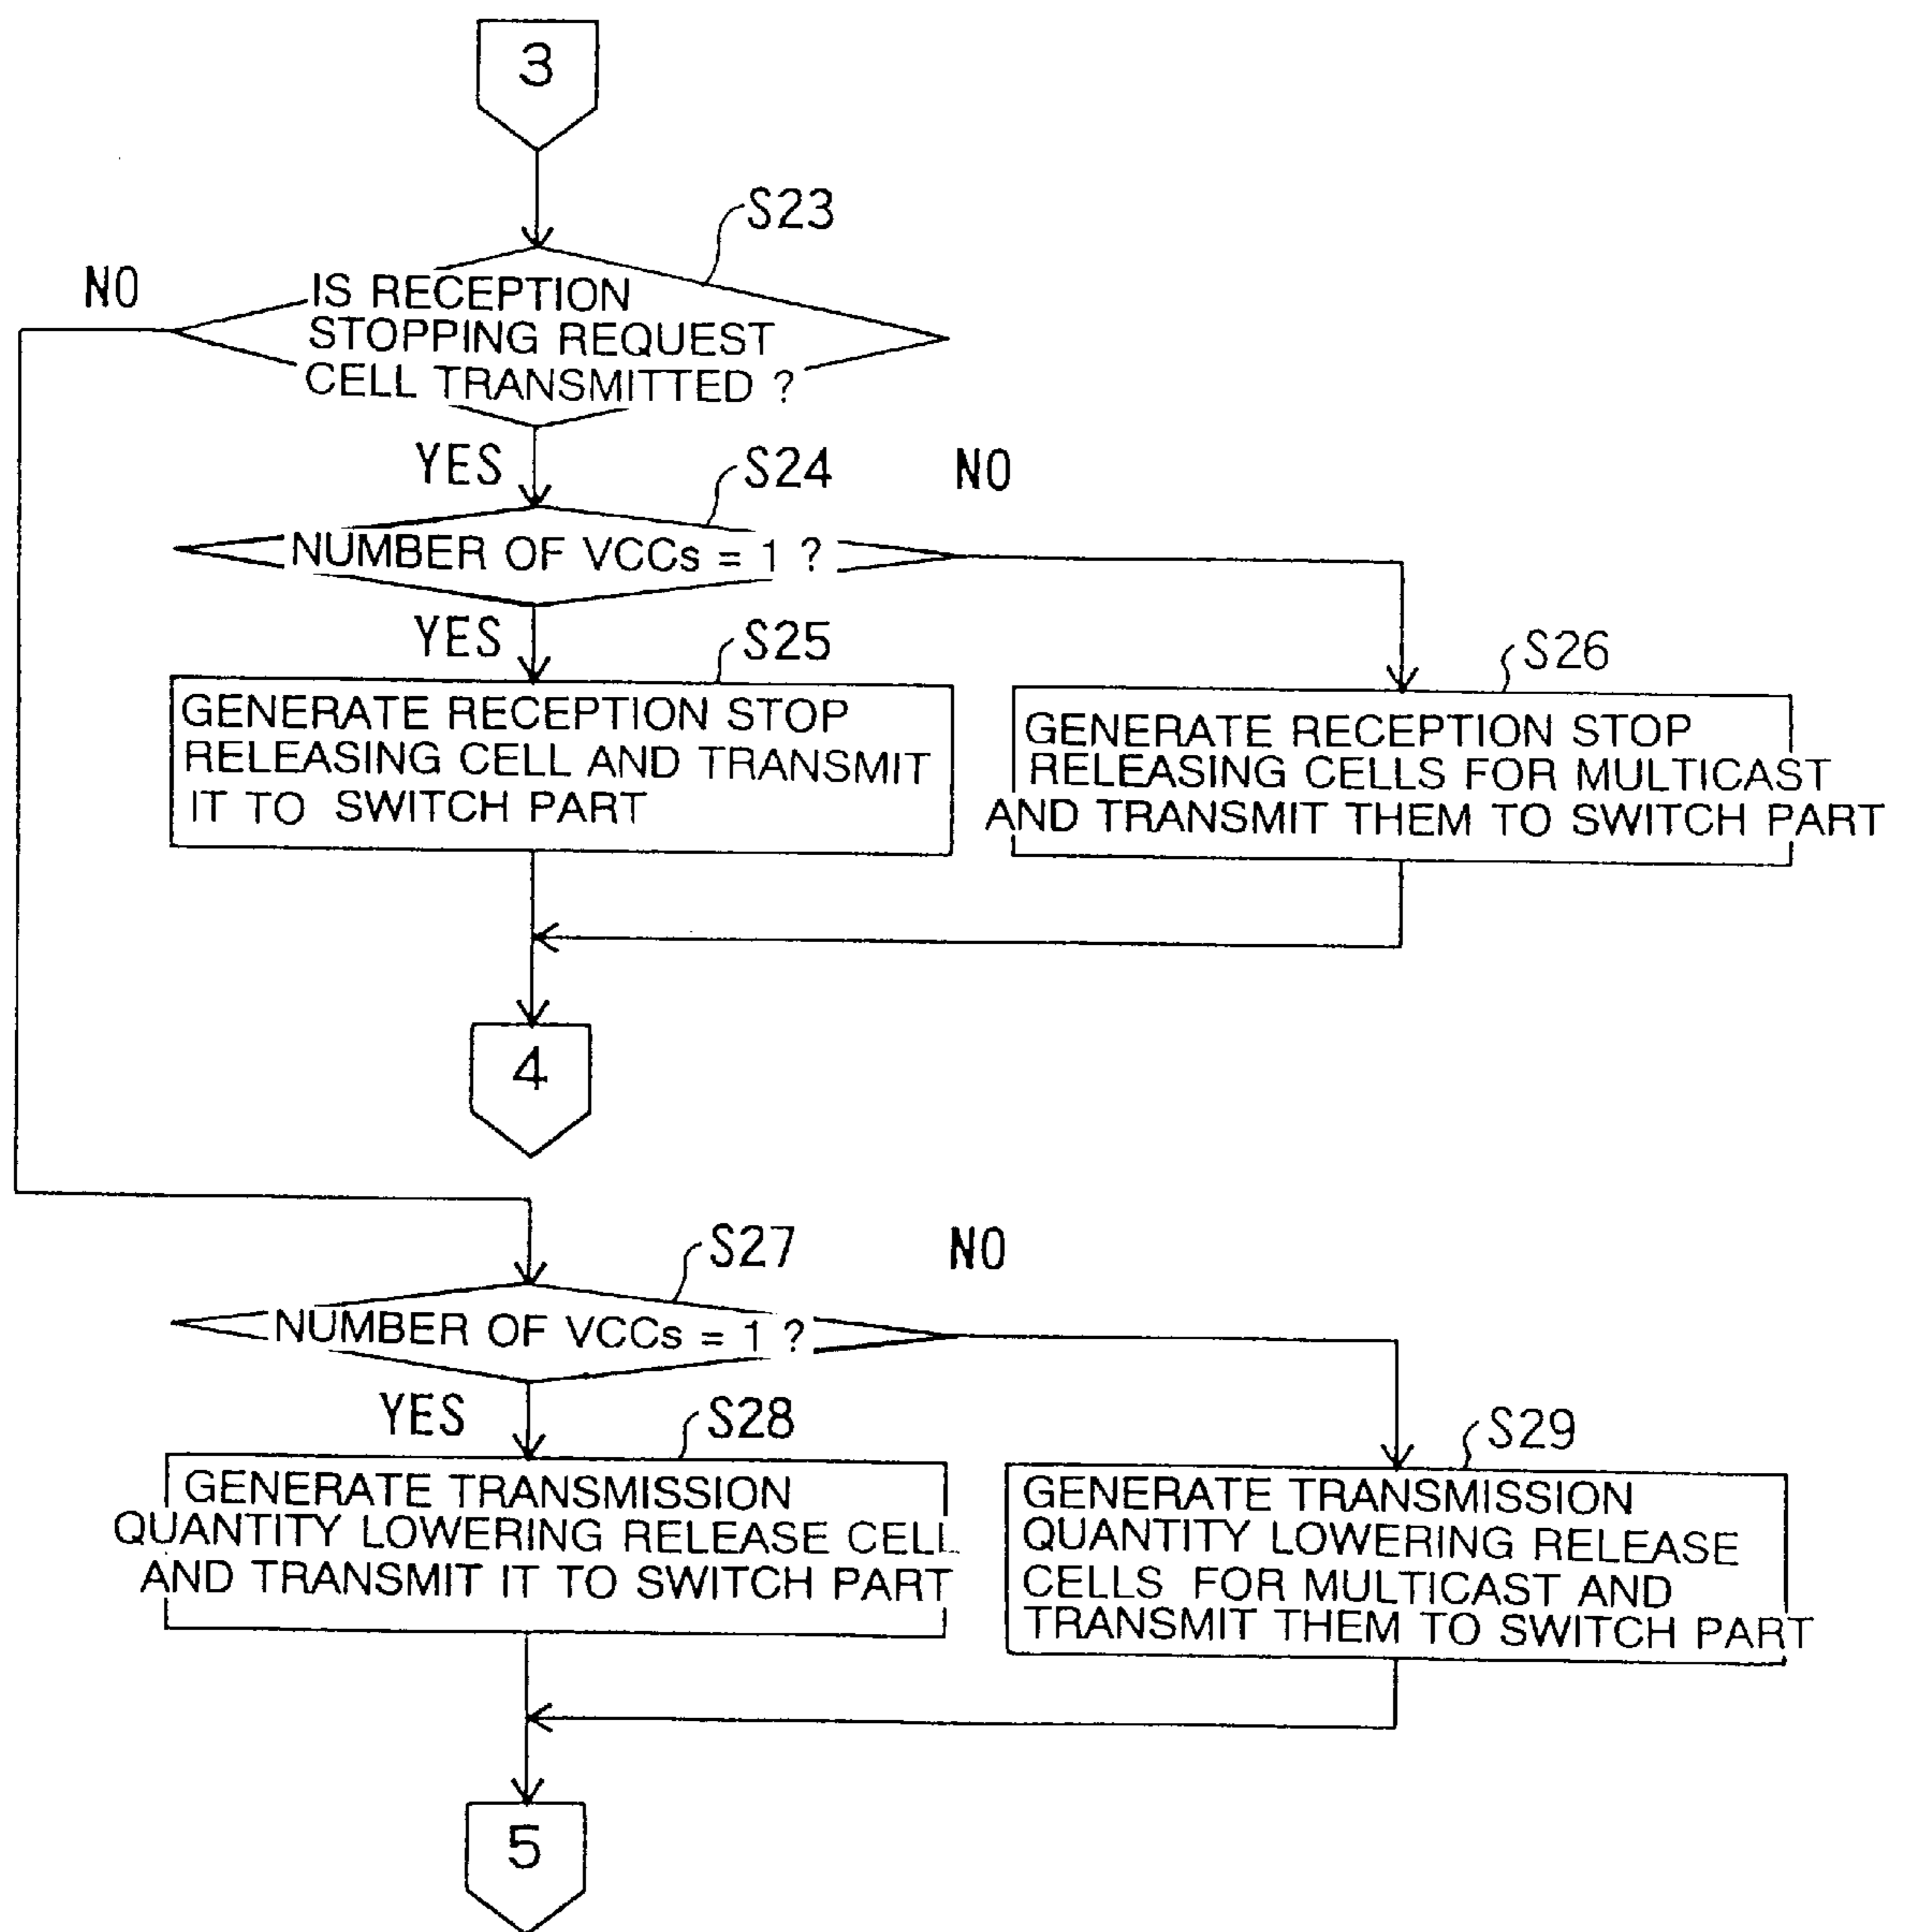 3
S23
NO
IS RECEPTION
STOPPING REQUEST
CELL TRANSMITTED ?
YES
S24
NO
NUMBER OF VCCs = 1 ?
YES
S25
S26
GENERATE RECEPTION STOP
RELEASING CELL AND TRANSMIT
IT TO SWITCH PART
GENERATE RECEPTION STOP
RELEASING CELLS FOR MULTICAST
AND TRANSMIT THEM TO SWITCH PART
4
S27
NO
NUMBER OF VCCs = 1 ?
YES
S28
S29
GENERATE TRANSMISSION
QUANTITY LOWERING RELEASE CELL
AND TRANSMIT IT TO SWITCH PART
GENERATE TRANSMISSION
QUANTITY LOWERING RELEASE
CELLS FOR MULTICAST AND
TRANSMIT THEM TO SWITCH PART
5